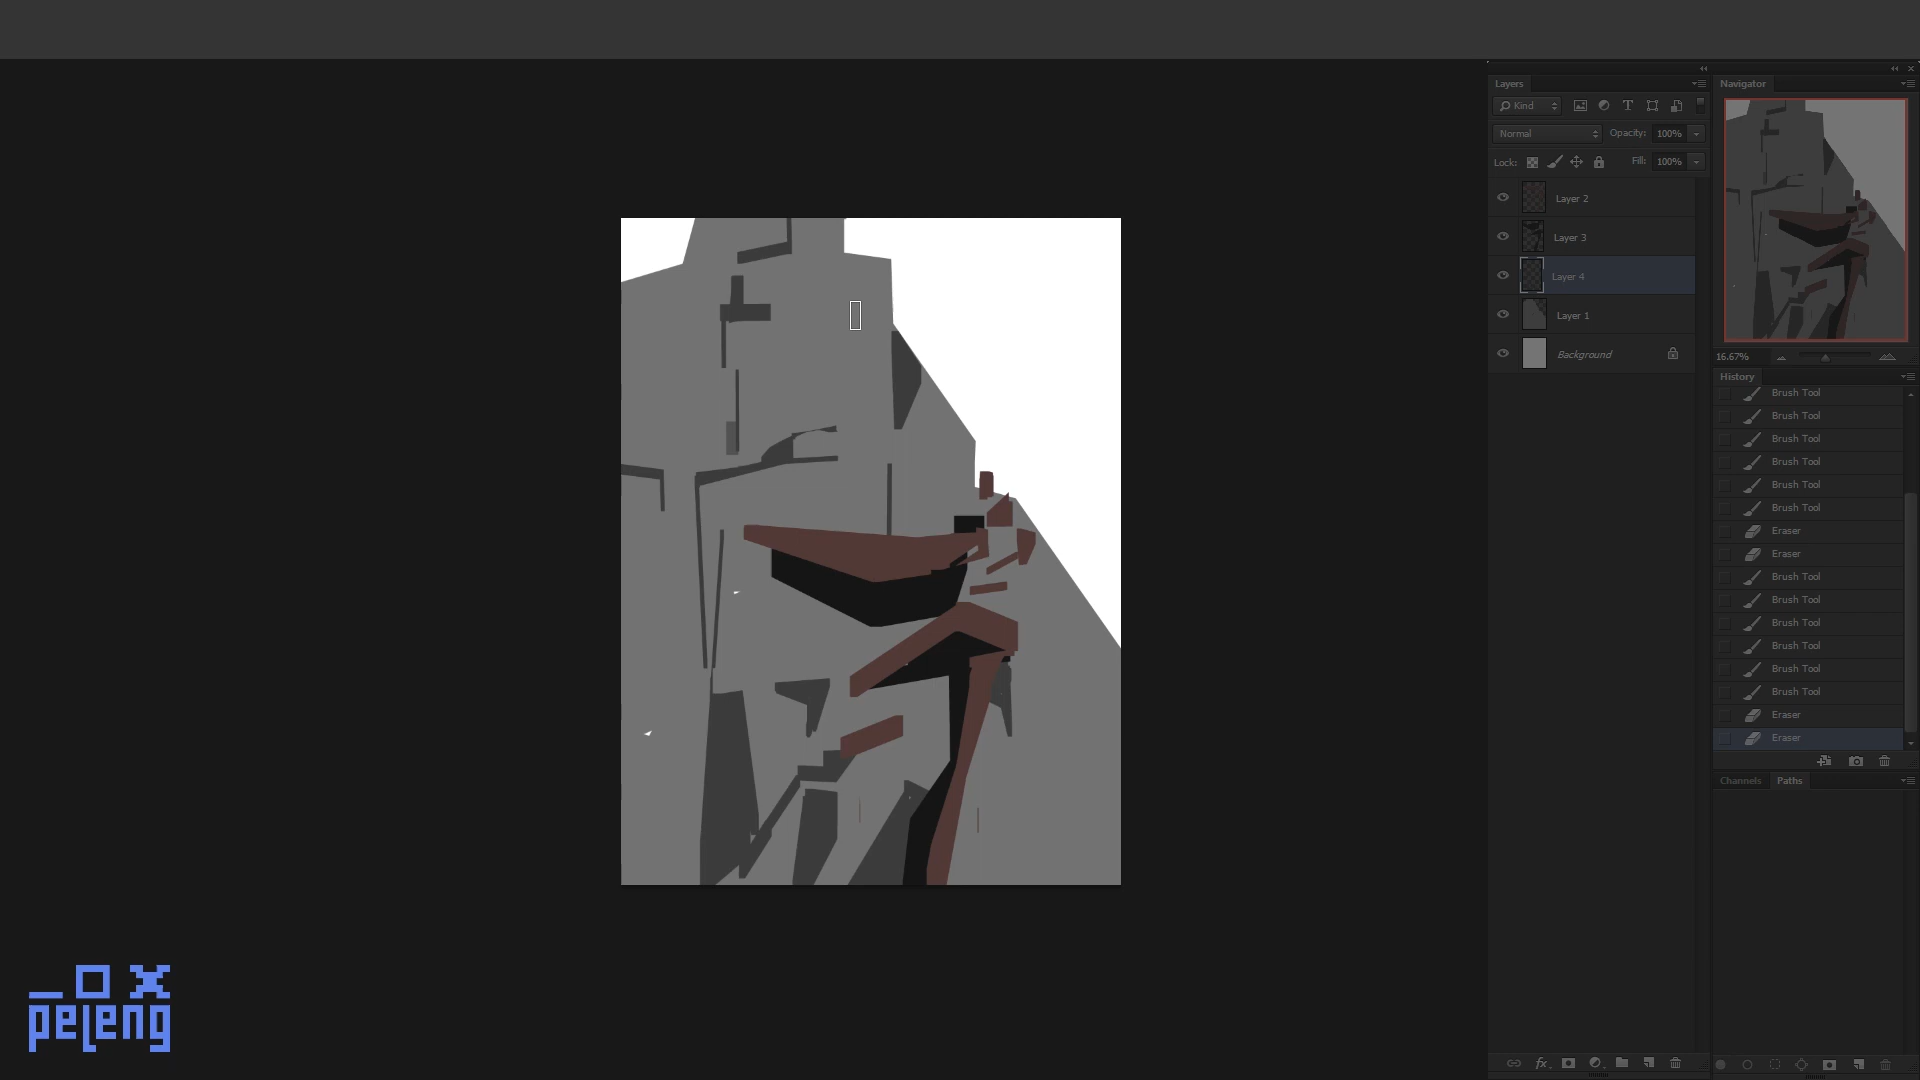 Layers
Kind
Normal
Opacity: 100%
Lock:
Fill: 100%
Layer 2
Layer 3
Layer 4
Layer 1
Background
Navigator
16.67%
History
Brush Tool
Brush Tool
Brush Tool
Brush Tool
Brush Tool
Brush Tool
Eraser
Eraser
Brush Tool
Brush Tool
Brush Tool
Brush Tool
Brush Tool
Brush Tool
Eraser
Eraser
Channels
Paths
fx
peleng